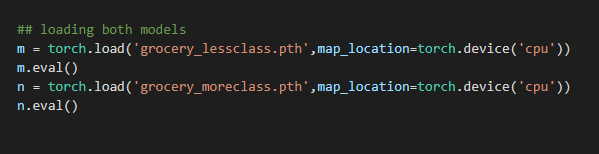 ## loading both models
m = torch.load('grocery_lessclass.pth',map_location=torch.device('cpu'))
m.eval()
n = torch.load('grocery_moreclass.pth',map_location=torch.device('cpu'))
n.eval()